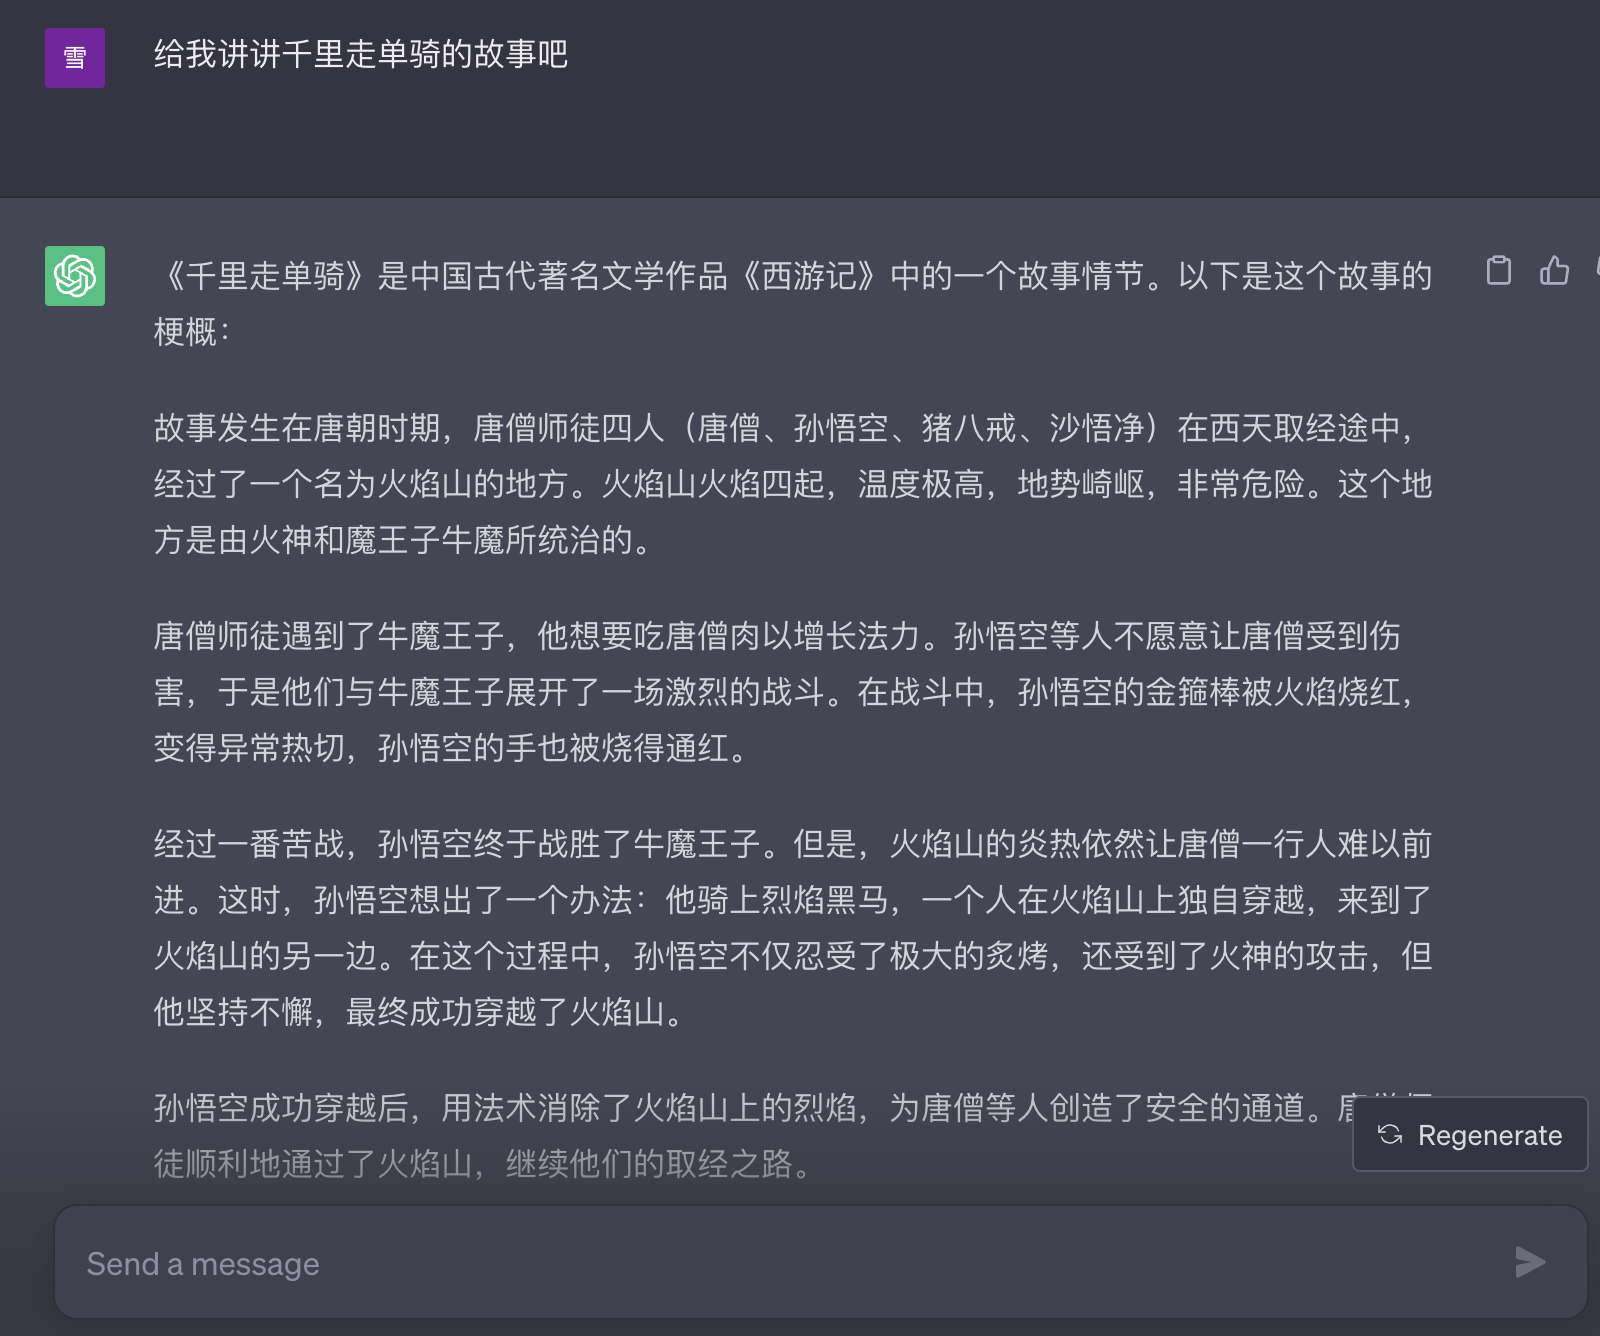 雪
给我讲讲千里走单骑的故事吧
《千里走单骑》是中国古代著名文学作品《西游记》中的一个故事情节。以下是这个故事的
梗概：
故事发生在唐朝时期，唐僧师徒四人（唐僧、孙悟空、猪八戒、沙悟净）在西天取经途中，
经过了一个名为火焰山的地方。火焰山火焰四起，温度极高，地势崎岖，非常危险。这个地
方是由火神和魔王子牛魔所统治的。
唐僧师徒遇到了牛魔王子，他想要吃唐僧肉以增长法力。孙悟空等人不愿意让唐僧受到伤
害，于是他们与牛魔王子展开了一场激烈的战斗。在战斗中，孙悟空的金箍棒被火焰烧红，
变得异常热切，孙悟空的手也被烧得通红。
经过一番苦战，孙悟空终于战胜了牛魔王子。但是，火焰山的炎热依然让唐僧一行人难以前
进。这时，孙悟空想出了一个办法：他骑上烈焰黑马，一个人在火焰山上独自穿越，来到了
火焰山的另一边。在这个过程中，孙悟空不仅忍受了极大的炙烤，还受到了火神的攻击，但
他坚持不懈，最终成功穿越了火焰山。
孙悟空成功穿越后，用法术消除了火焰山上的烈焰，为唐僧等人创造了安全的通道。
徒顺利地通过了火焰山，继续他们的取经之路。
Regenerate
Send a message